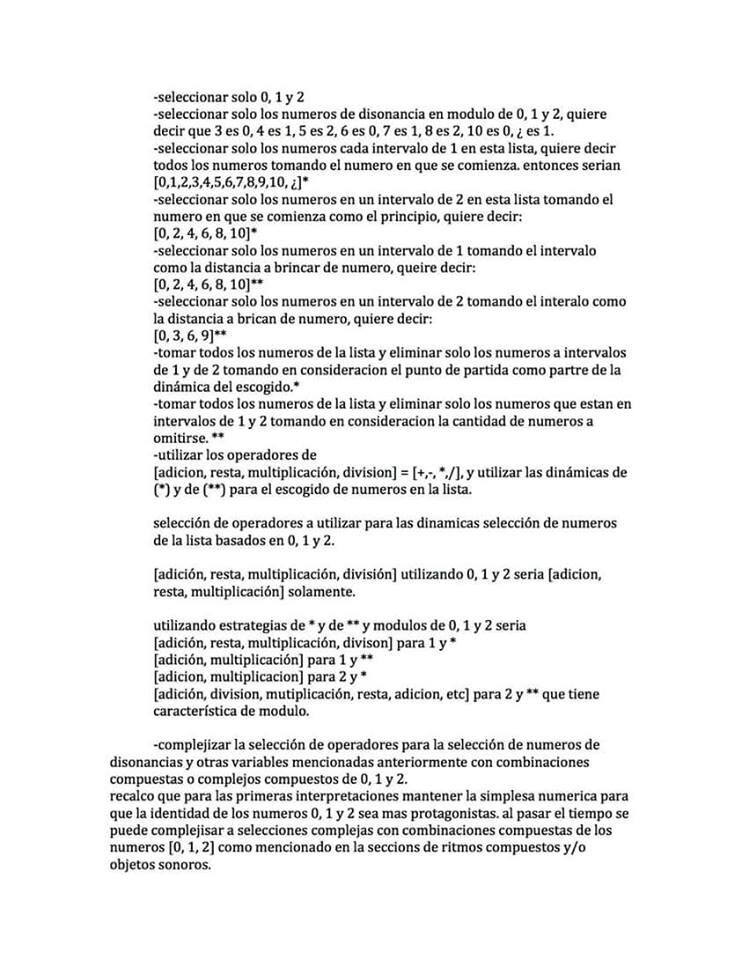 -seleccionar solo 0, 1 y 2
-seleccionar solo los numeros de disonancia en modulo de 0, 1 y 2, quiere
decir que 3 es 0, 4 es 1, 5 es 2, 6 es 0, 7 es 1, 8 es 2, 10 es 0, ¿ es 1.
-seleccionar solo los numeros cada intervalo de 1 en esta lista, quiere decir
todos los numeros tomando el numero en que se comienza. entonces serian
[0,1,2,3,4,5,6,7,8,9,10, ¿]*
-seleccionar solo los numeros en un intervalo de 2 en esta lista tomando el
numero en que se comienza como el principio, quiere decir:
[0, 2, 4, 6, 8, 10]*
-seleccionar solo los numeros en un intervalo de 1 tomando el intervalo
como la distancia a brincar de numero, queire decir:
[0, 2, 4, 6, 8, 10]**
-seleccionar solo los numeros en un intervalo de 2 tomando el interalo como
la distancia a brican de numero, quiere decir:
[0, 3, 6, 9]**
-tomar todos los numeros de la lista y eliminar solo los numeros a intervalos
de 1 y de 2 tomando en consideracion el punto de partida como partre de la
dinámica del escogido.*
-tomar todos los numeros de la lista y eliminar solo los numeros que estan en
intervalos de 1 y 2 tomando en consideracion la cantidad de numeros a
omitirse. **
-utilizar los operadores de
[adicion, resta, multiplicación, division] = [+,-, *,/], y utilizar las dinámicas de
(*) y de (**) para el escogido de numeros en la lista.
selección de operadores a utilizar para las dinamicas selección de numeros
de la lista basados en 0, 1 y 2.
[adición, resta, multiplicación, división] utilizando 0, 1 y 2 seria [adicion,
resta, multiplicación] solamente.
utilizando estrategias de * y de ** y modulos de 0, 1 y 2 seria
[adición, resta, multiplicación, divison] para 1 y *
[adición, multiplicación] para 1 y **
[adicion, multiplicacion] para 2 y *
[adición, division, mutiplicación, resta, adicion, etc] para 2 y ** que tiene
característica de modulo.
-complejizar la selección de operadores para la selección de numeros de
disonancias y otras variables mencionadas anteriormente con combinaciones
compuestas o complejos compuestos de 0, 1 y 2.
recalco que para las primeras interpretaciones mantener la simplesa numerica para
que la identidad de los numeros 0, 1 y 2 sea mas protagonistas. al pasar el tiempo se
puede complejisar a selecciones complejas con combinaciones compuestas de los
numeros [0, 1, 2] como mencionado en la seccions de ritmos compuestos y/o
objetos sonoros.